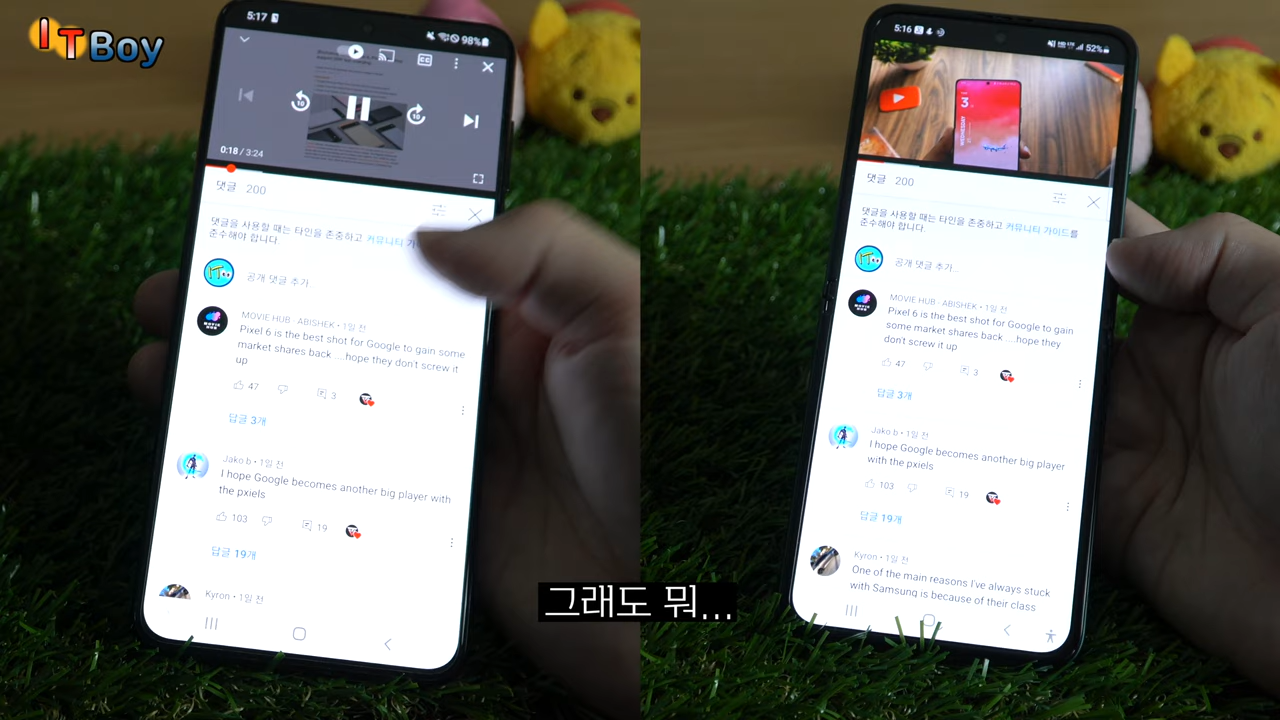 IT Boy
5:17
98%
0:18 / 3:24
댓글 200
댓글을 사용할 때는 타인을 존중하고 커뮤니티 가
준수해야 합니다
공개 댓글 추가
MOVIE HUB - ABISHEK • 1일 전
Pixel 6 is the best shot for Google to gain some
market shares back ....hope they don't screw it
up
47
3
답글 3개
Jako b • 1일 전
I hope Google becomes another big player with
the pxiels
103
19
답글 19개
Kyron • 1일 전
5:16
52%
3
WEDNESDAY
댓글 200
댓글을 사용할 때는 타인을 존중하고 커뮤니티 가이드를
준수해야 합니다.
공개 댓글 추가...
MOVIE HUB - ABISHEK • 1일 전
Pixel 6 is the best shot for Google to gain
some market shares back ....hope they
don't screw it up
47
3
답글 3개
Jako b • 1일 전
I hope Google becomes another big player
with the pxiels
103
19
답글 19개
Kyron • 1일 전
One of the main reasons I've always stuck
with Samsung is because of their class
그래도 뭐...